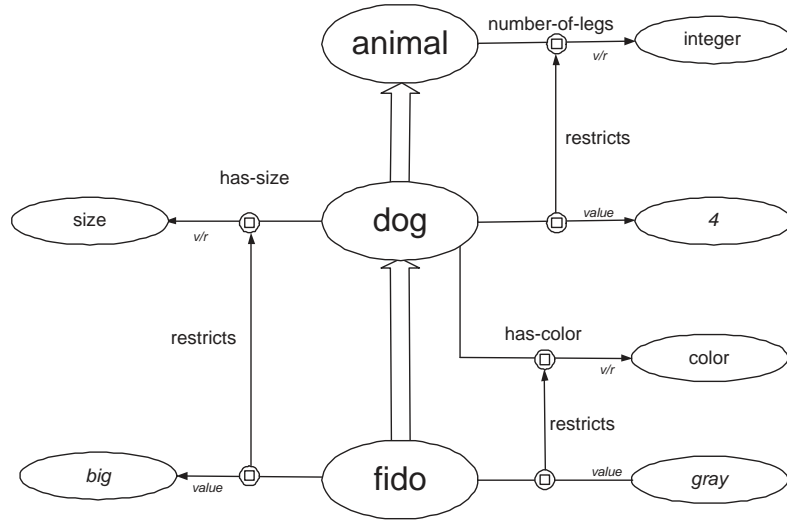 number-of-legs
animal
integer
v/r
restricts
has-size
size
dog
value
4
v/r
has-color
restricts
color
v/r
restricts
big
value
fido
value
gray